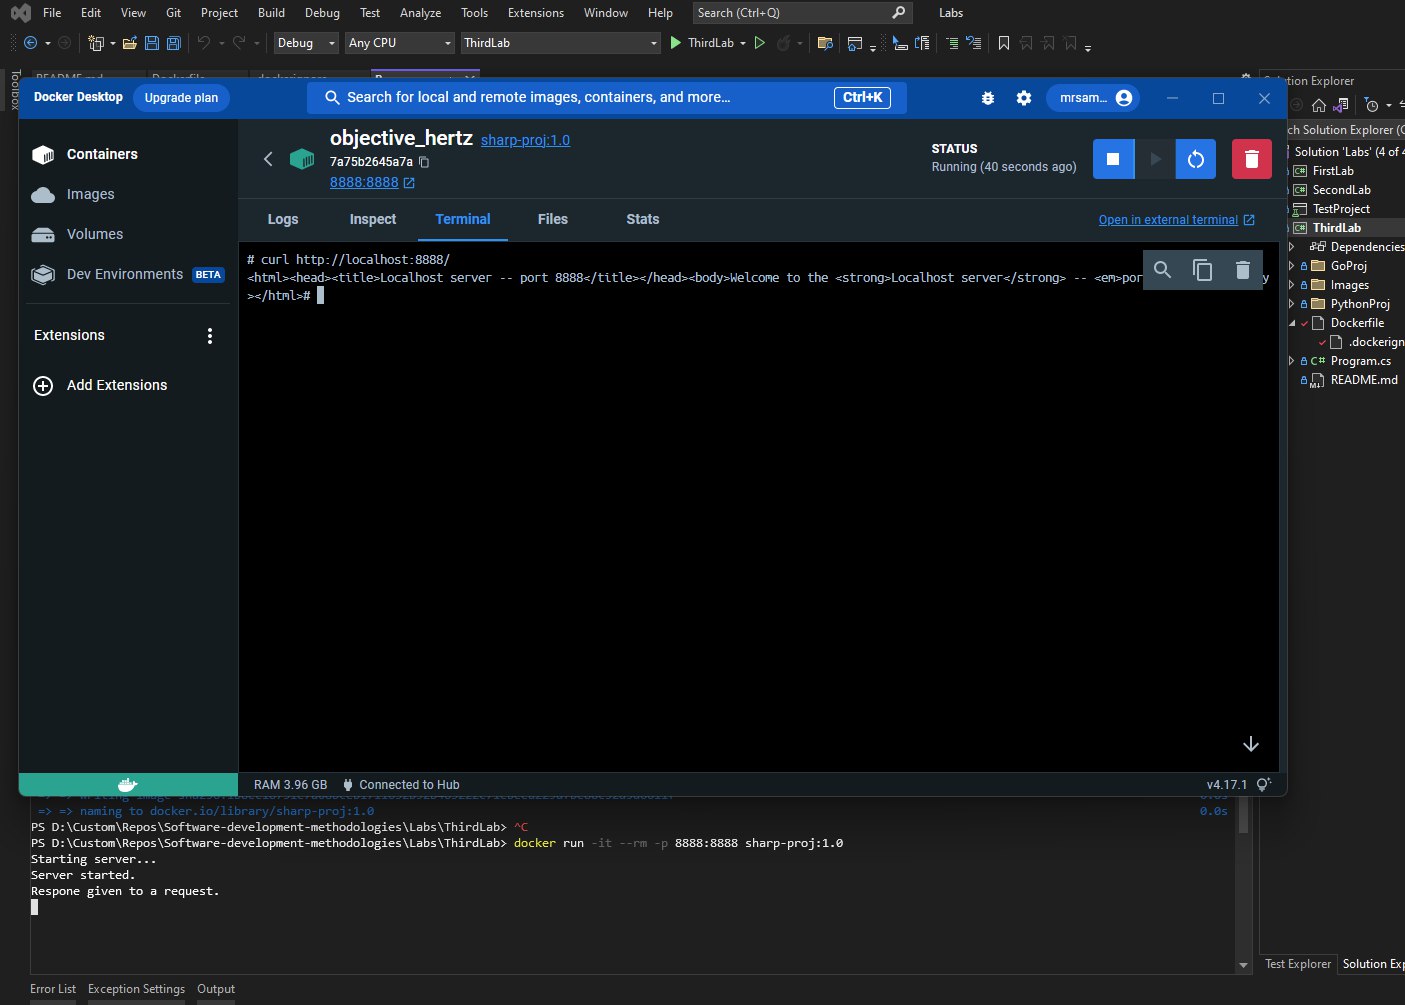 File Edit View Git Project Build Debug Test Analyze Tools Extensions Window Help Search (Ctrl+Q) Labs
Debug Any CPU ThirdLab ThirdLab
Toolbox
README.md Dockerfile .dockerignore
Solution Explorer
Docker Desktop Upgrade plan Search for local and remote images, containers, and more... Ctrl+K mrsam...
Search Solution Explorer (C
Containers
Images
Volumes
Dev Environments BETA
Extensions
Add Extensions
objective_hertz sharp-proj:1.0
7a75b2645a7a
8888:8888
STATUS
Running (40 seconds ago)
Logs Inspect Terminal Files Stats Open in external terminal
# curl http://localhost:8888/
<html><head><title>Localhost server -- port 8888</title></head><body>Welcome to the <strong>Localhost server</strong> -- <em>por y
></html>#
Solution 'Labs' (4 of 4
FirstLab
SecondLab
TestProject
ThirdLab
Dependencies
GoProj
Images
PythonProj
Dockerfile
.dockerign
C# Program.cs
README.md
RAM 3.96 GB Connected to Hub v4.17.1
=> => naming to docker.io/library/sharp-proj:1.0 0.0s
PS D:\Custom\Repos\Software-development-methodologies\Labs\ThirdLab> ^C
PS D:\Custom\Repos\Software-development-methodologies\Labs\ThirdLab> docker run -it --rm -p 8888:8888 sharp-proj:1.0
Starting server...
Server started.
Respone given to a request.
Test Explorer Solution Exp
Error List Exception Settings Output